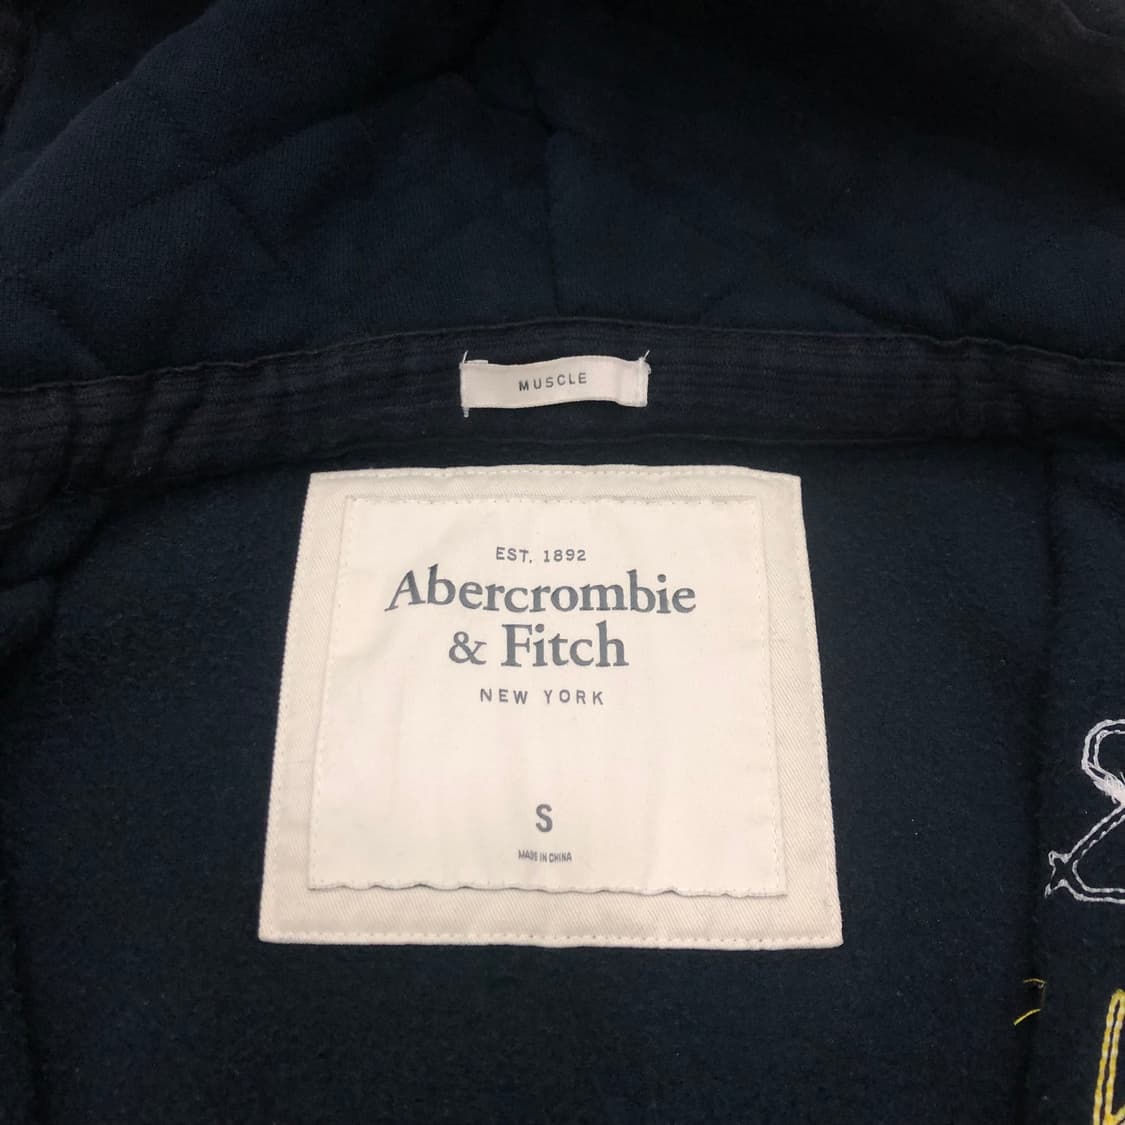 MUSCLE
EST. 1892
Abercrombie
& Fitch
NEW YORK
S
MADE IN CHINA